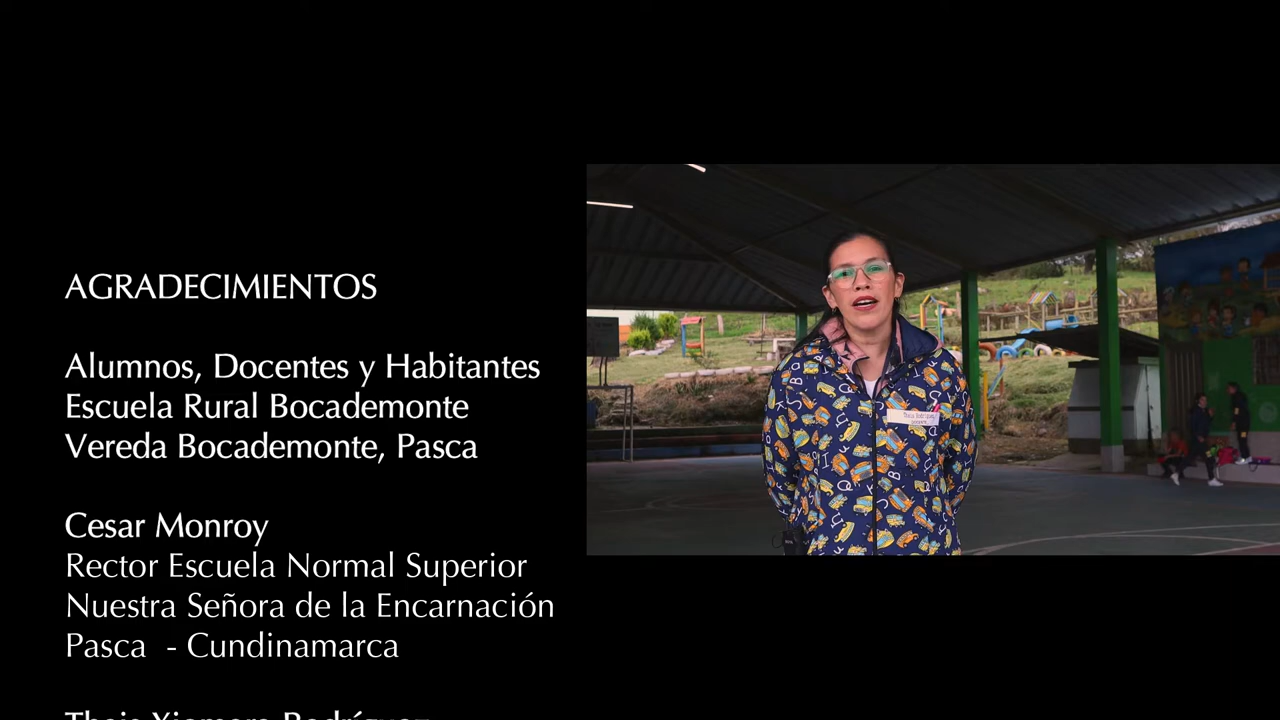 AGRADECIMIENTOS
Alumnos, Docentes y Habitantes
Escuela Rural Bocademonte
Vereda Bocademonte, Pasca
Cesar Monroy
Rector Escuela Normal Superior
Nuestra Señora de la Encarnación
Pasca - Cundinamarca
Rodríguez